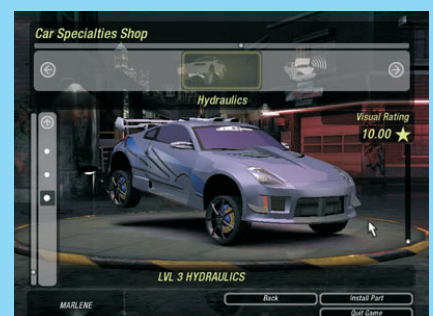 Car Specialties Shop
Hydraulics
Visual Rating
10.00
LVL 3 HYDRAULICS
MARLENE
Back
Install Part
Quit Game